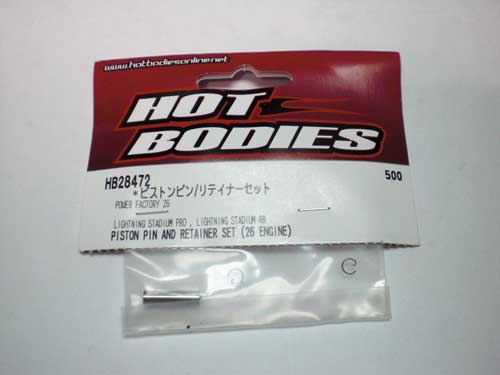 www.hotbodiesonline.net
HOT
BODIES
HB28472
500
*ピストンピン/リテイナーセット
POWER FACTORY 26
LIGHTNING STADIUM PRO , LIGHTNING STADIUM RR
PISTON PIN AND RETAINER SET (26 ENGINE)